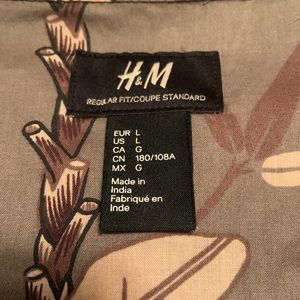 H&M
REGULAR FIT/COUPE STANDARD
EUR L
US L
CA G
CN 180/108A
MX G
Made in
India
Fabriqué en
Inde